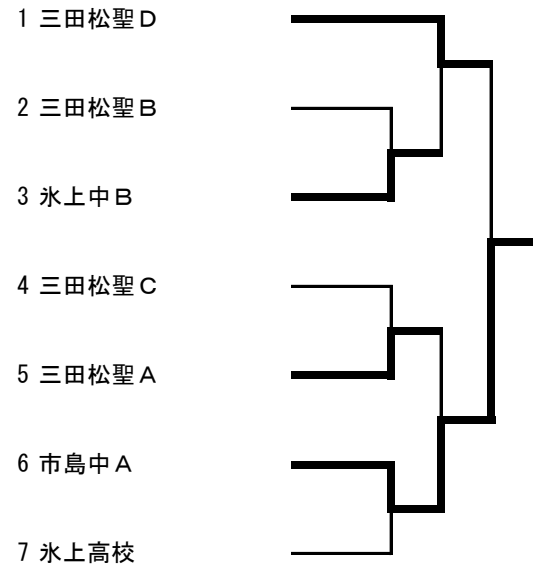 1 三田松聖Ｄ
2 三田松聖Ｂ
3 氷上中Ｂ
4 三田松聖Ｃ
5 三田松聖Ａ
6 市島中Ａ
7 氷上高校